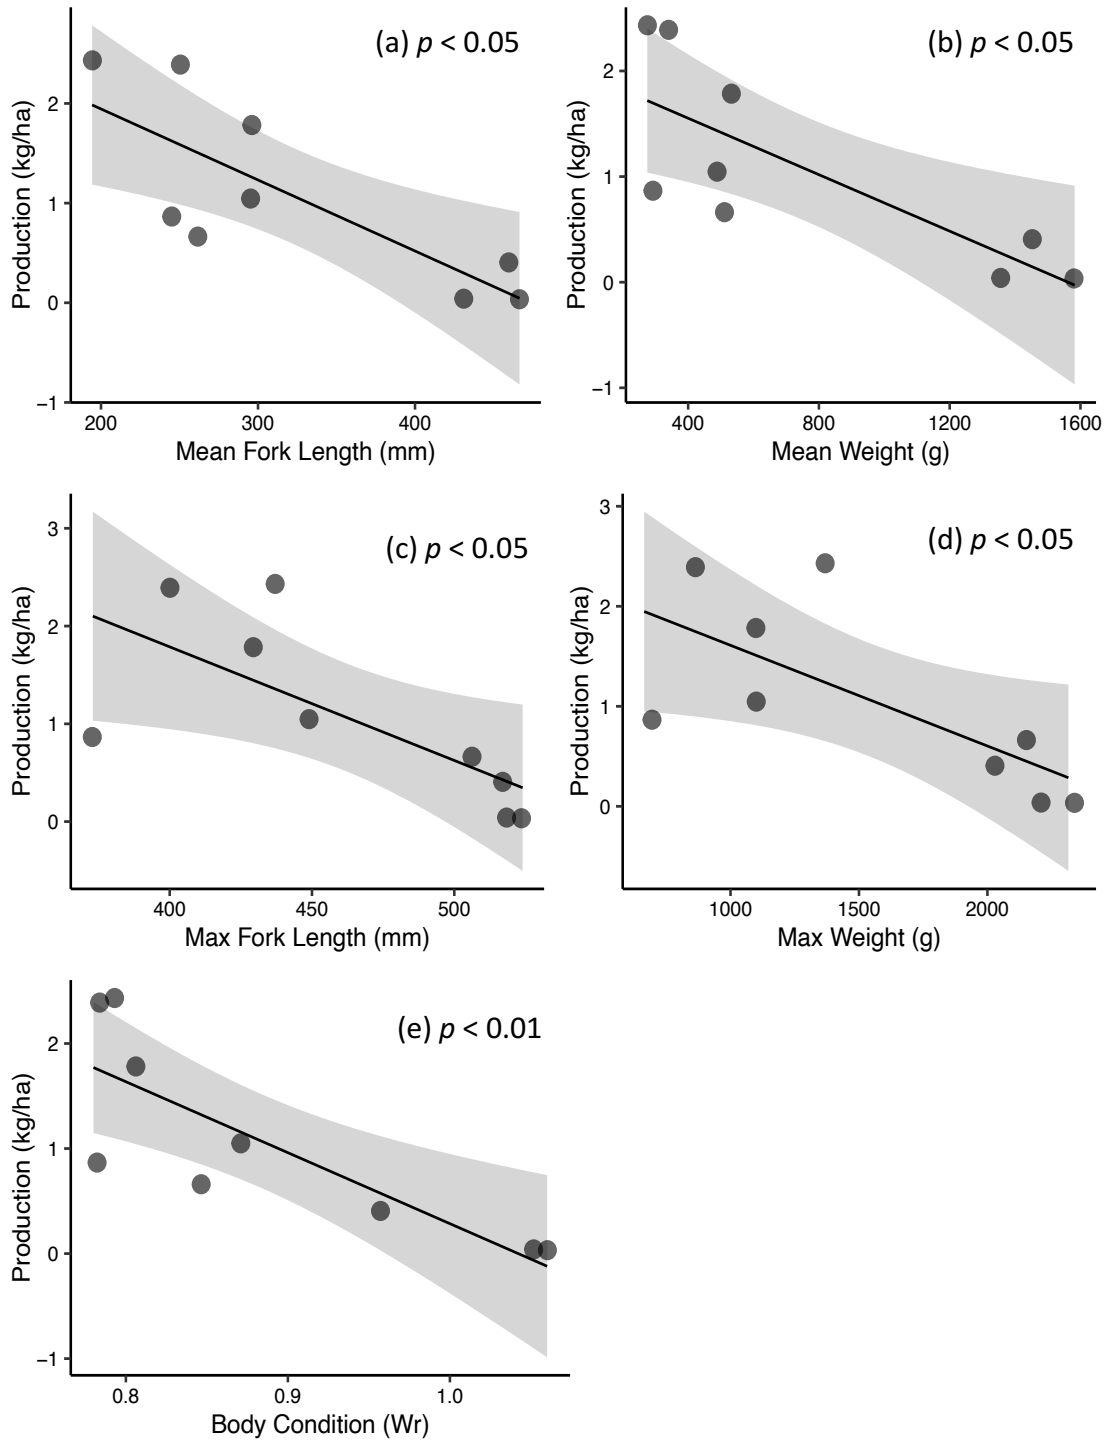 (a) p < 0.05
Production (kg/ha)
2
1
0
−1
200 300 400
Mean Fork Length (mm)
(b) p < 0.05
Production (kg/ha)
2
1
0
−1
400 800 1200 1600
Mean Weight (g)
(c) p < 0.05
Production (kg/ha)
3
2
1
0
400 450 500
Max Fork Length (mm)
(d) p < 0.05
Production (kg/ha)
3
2
1
0
1000 1500 2000
Max Weight (g)
(e) p < 0.01
Production (kg/ha)
2
1
0
−1
0.8 0.9 1.0
Body Condition (Wr)